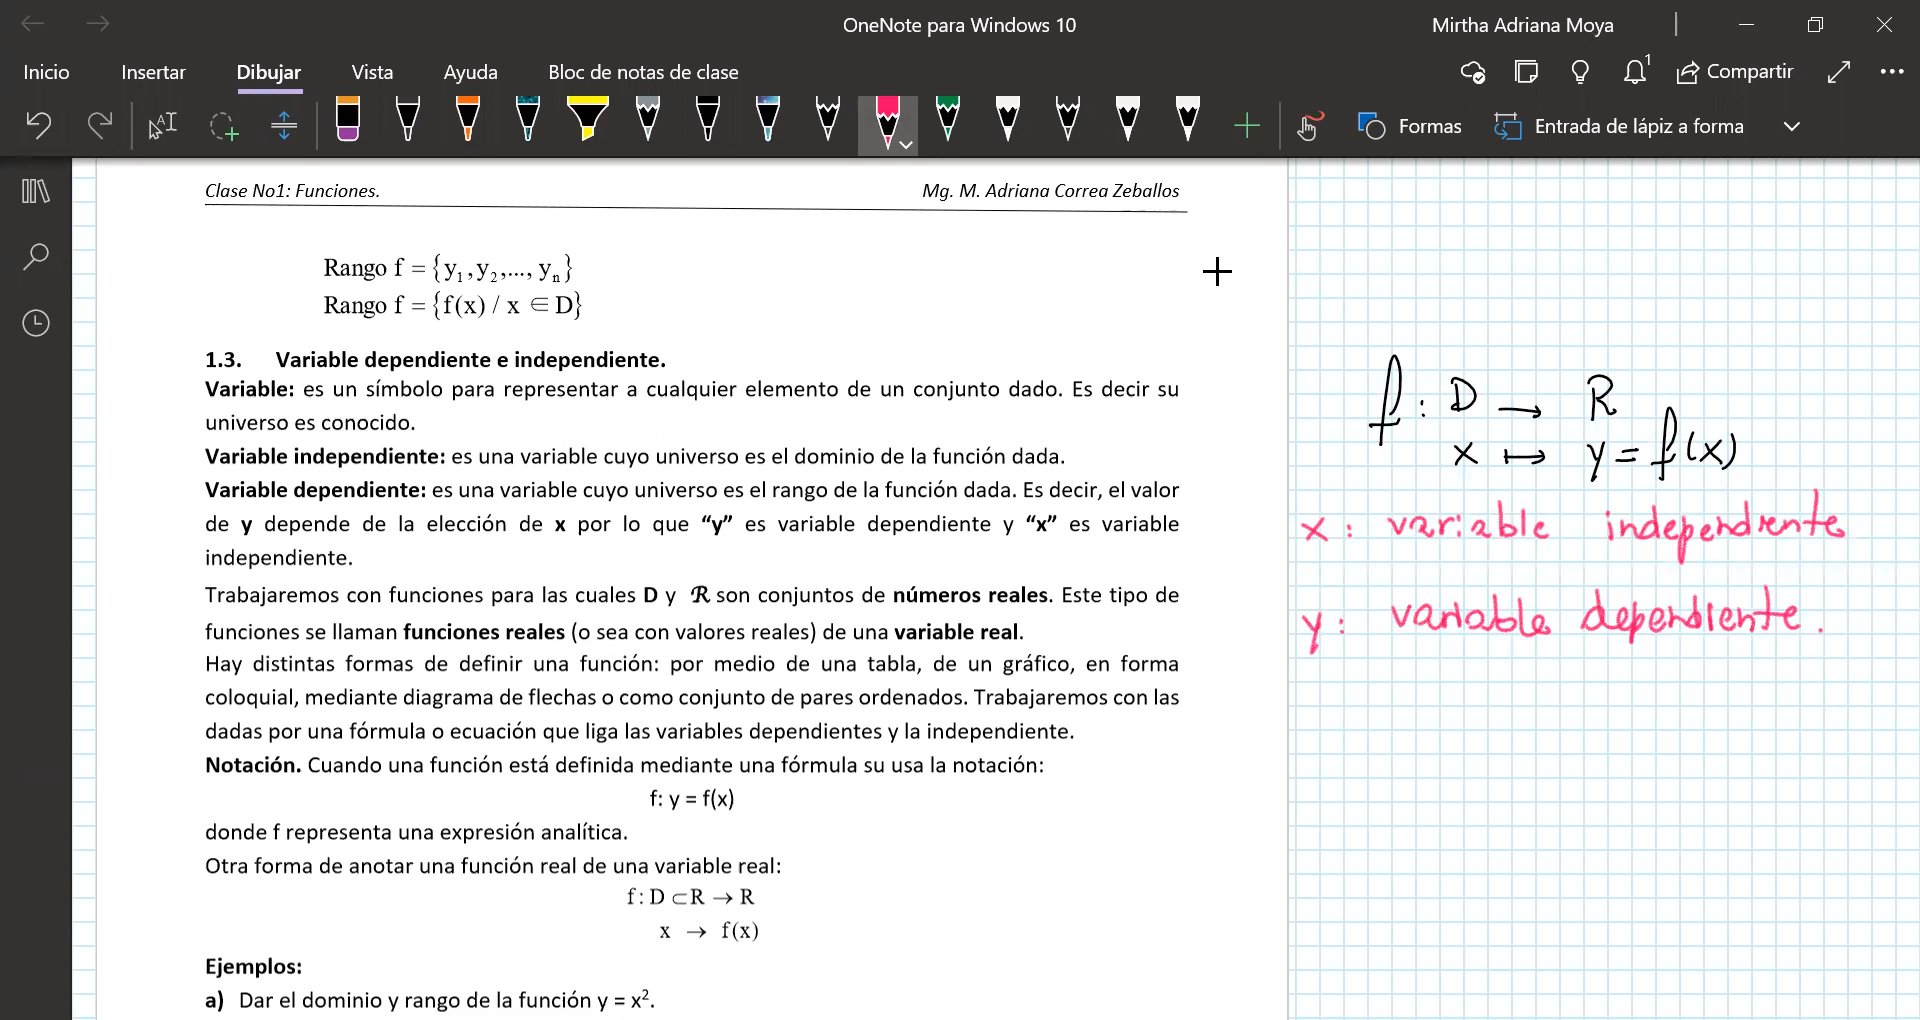 OneNote para Windows 10
Mirtha Adriana Moya
Inicio Insertar Dibujar Vista Ayuda Bloc de notas de clase
1
Compartir
Formas
Entrada de lápiz a forma
Clase No1: Funciones.
Mg. M. Adriana Correa Zeballos
Rango f = {y₁,y₂,..., yₙ}
Rango f = {f(x) / x ∈ D}
1.3. Variable dependiente e independiente.
Variable: es un símbolo para representar a cualquier elemento de un conjunto dado. Es decir su
universo es conocido.
Variable independiente: es una variable cuyo universo es el dominio de la función dada.
Variable dependiente: es una variable cuyo universo es el rango de la función dada. Es decir, el valor
de y depende de la elección de x por lo que “y” es variable dependiente y “x” es variable
independiente.
Trabajaremos con funciones para las cuales D y ℛ son conjuntos de números reales. Este tipo de
funciones se llaman funciones reales (o sea con valores reales) de una variable real.
Hay distintas formas de definir una función: por medio de una tabla, de un gráfico, en forma
coloquial, mediante diagrama de flechas o como conjunto de pares ordenados. Trabajaremos con las
dadas por una fórmula o ecuación que liga las variables dependientes y la independiente.
Notación. Cuando una función está definida mediante una fórmula su usa la notación:
f: y = f(x)
donde f representa una expresión analítica.
Otra forma de anotar una función real de una variable real:
f : D ⊂ R → R
x → f(x)
Ejemplos:
a) Dar el dominio y rango de la función y = x².
f : D → R
x ↦ y = f(x)
x : variable independiente
y : variable dependiente.